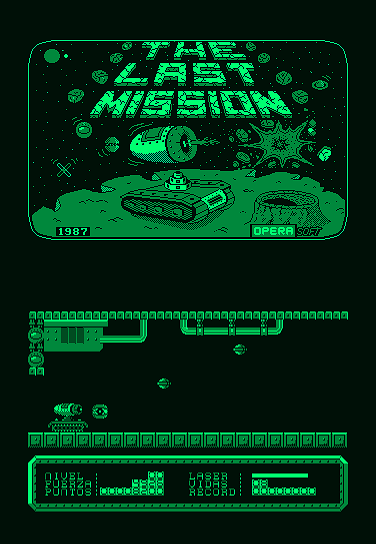 THE
LAST
MISSION
1987
OPERA SOFT
NIVEL LASER
FUERZA VIDAS
PUNTOS RECORD